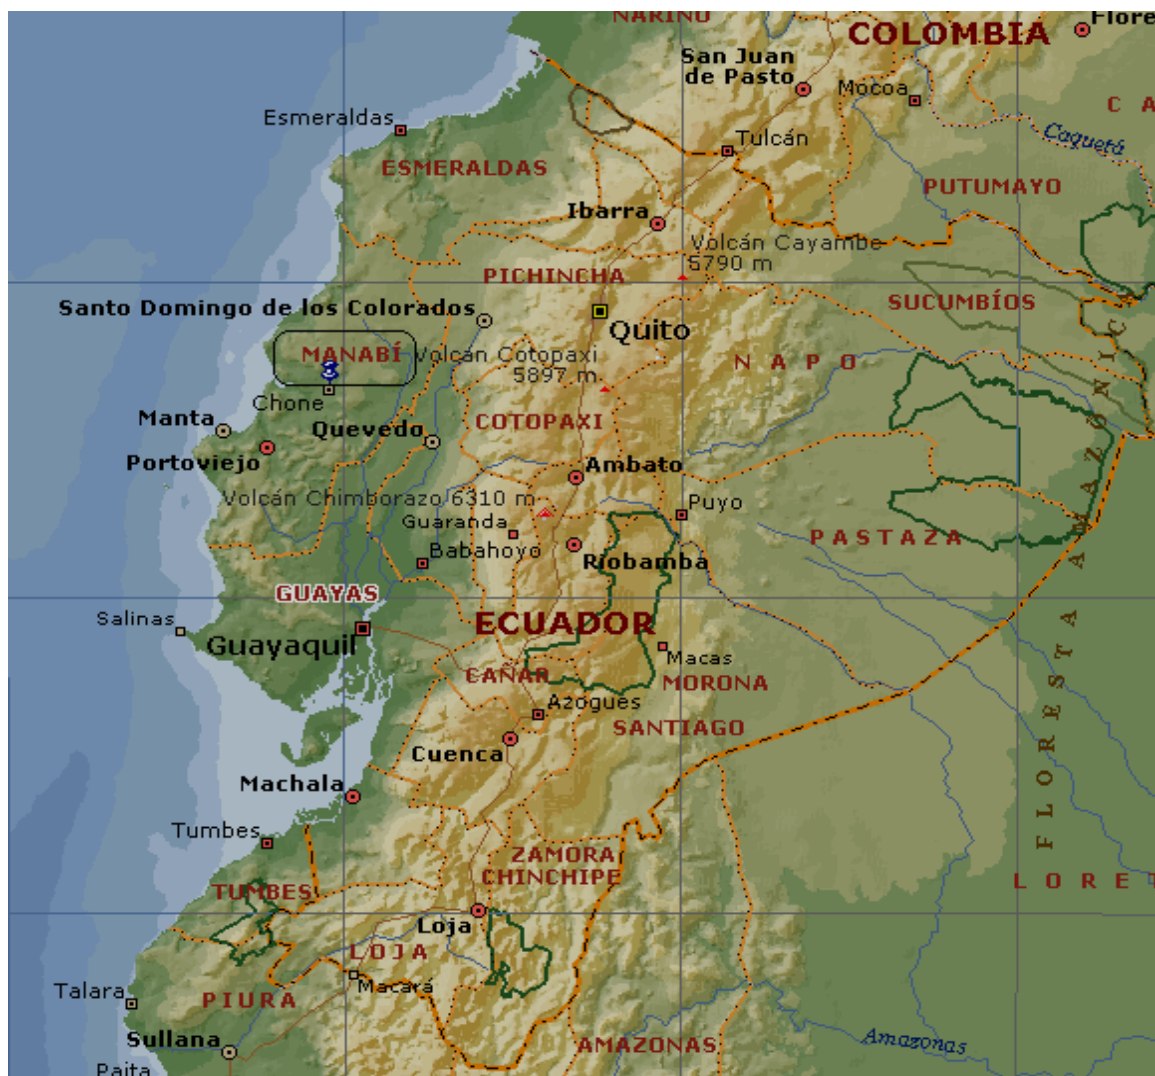 NARIÑO
COLOMBIA
Flore
San Juan
de Pasto
Mocoa
C A
Esmeraldas
Caquetá
Tulcán
ESMERALDAS
PUTUMAYO
Ibarra
Volcán Cayambe
5790 m
PICHINCHA
SUCUMBÍOS
Santo Domingo de los Colorados
Quito
MANABÍ
Volcán Cotopaxi
5897 m
NAPO
Chone
Manta
COTOPAXI
Quevedo
Portoviejo
Ambato
Volcán Chimborazo 6310 m
Puyo
Guaranda
PASTAZA
Babahoyo
Riobamba
GUAYAS
Salinas
ECUADOR
Guayaquil
Macas
CAÑAR
MORONA
SANTIAGO
Azogues
Cuenca
Machala
FLORESTA AMAZÓNIC
Tumbes
ZAMORA
CHINCHIPE
TUMBES
LORET
Loja
LOJA
Macará
Talara
PIURA
Sullana
AMAZONAS
Amazonas
Paita